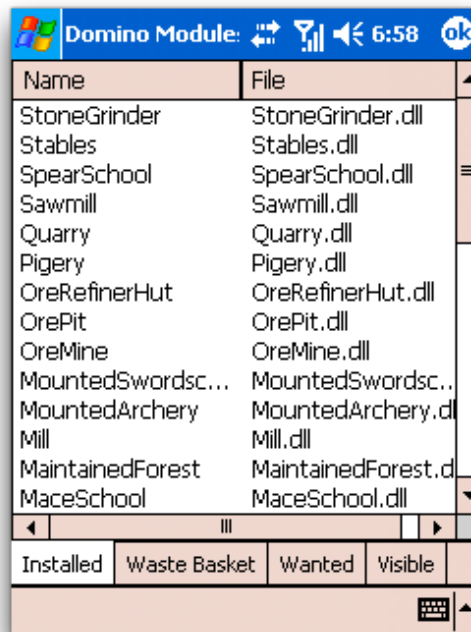 Domino Module: 6:58 ok
Name File
StoneGrinder StoneGrinder.dll
Stables Stables.dll
SpearSchool SpearSchool.dll
Sawmill Sawmill.dll
Quarry Quarry.dll
Pigery Pigery.dll
OreRefinerHut OreRefinerHut.dll
OrePit OrePit.dll
OreMine OreMine.dll
MountedSwordsc... MountedSwordsc..
MountedArchery MountedArchery.dl
Mill Mill.dll
MaintainedForest MaintainedForest.d
MaceSchool MaceSchool.dll
Installed Waste Basket Wanted Visible